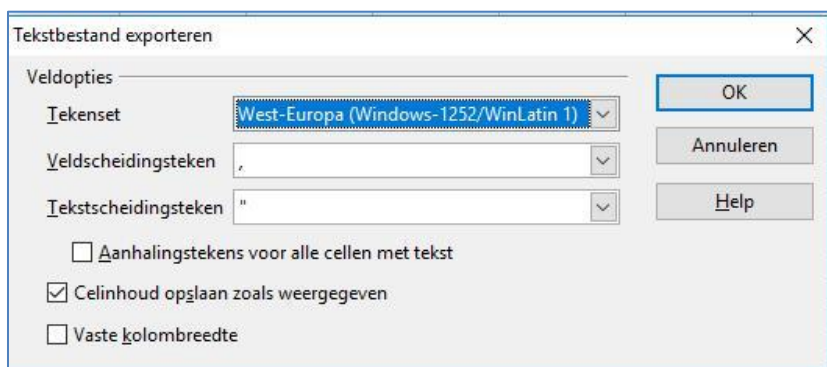 Tekstbestand exporteren
Veldopties
OK
Tekenset West-Europa (Windows-1252/WinLatin 1)
Annuleren
Veldscheidingsteken ,
Tekstscheidingsteken "
Help
Aanhalingstekens voor alle cellen met tekst
Celinhoud opslaan zoals weergegeven
Vaste kolombreedte